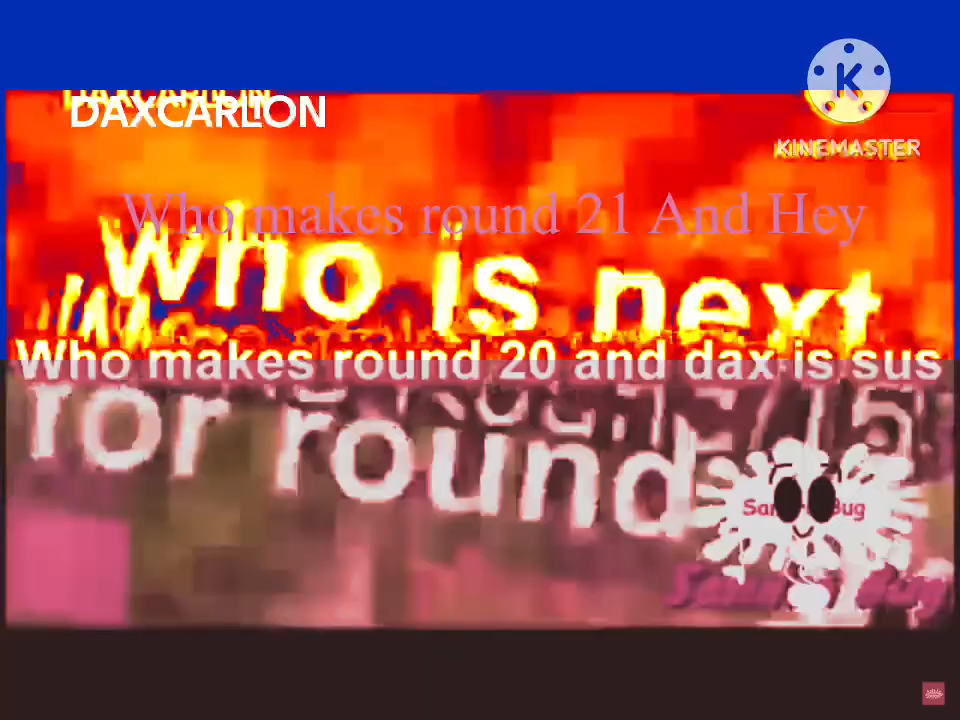 DAXCARLON
DAXCARLON
KINEMASTER
Who makes round 21 And Hey
who is next
Who makes round 20 and dax is sus
for round